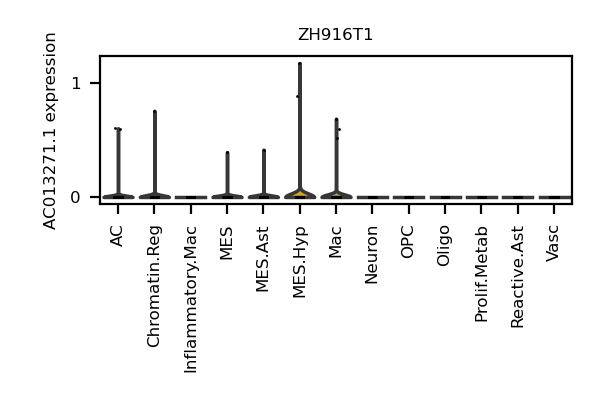 ZH916T1
AC013271.1 expression
1
0
AC
Chromatin.Reg
Inflammatory.Mac
MES
MES.Ast
MES.Hyp
Mac
Neuron
OPC
Oligo
Prolif.Metab
Reactive.Ast
Vasc